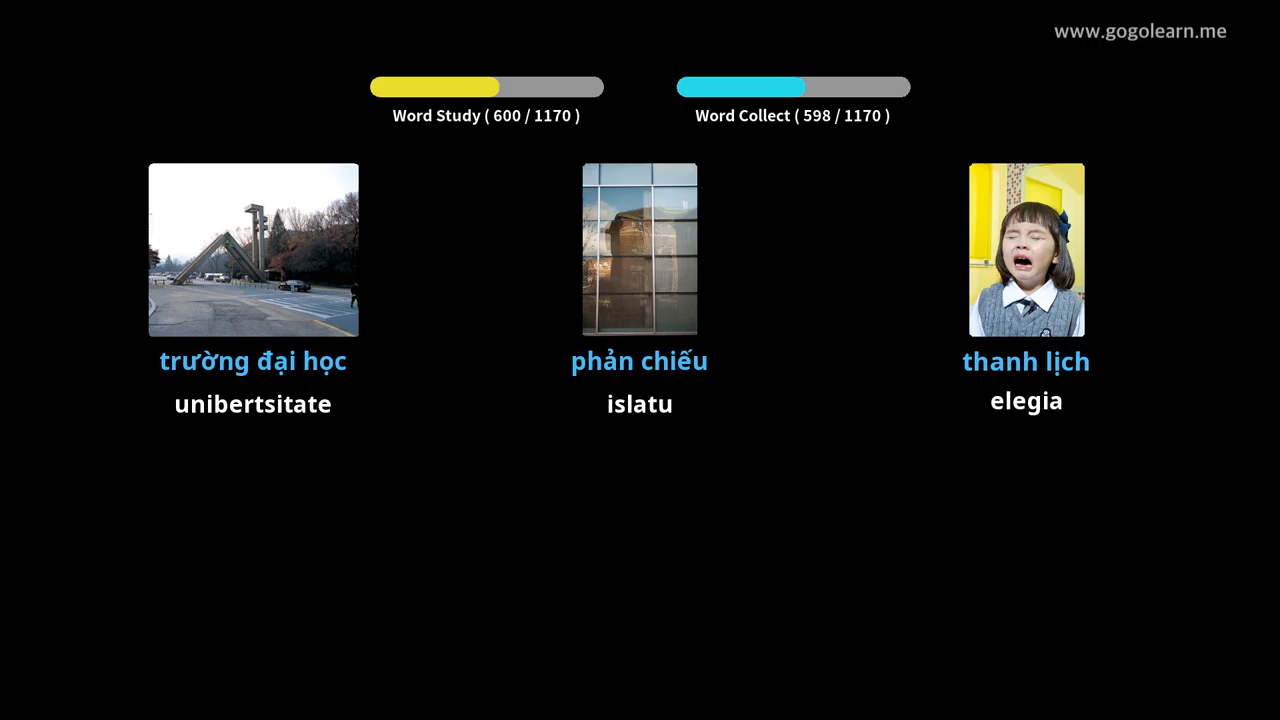 www.gogolearn.me
Word Study ( 600 / 1170 )
Word Collect ( 598 / 1170 )
trường đại học
phản chiếu
thanh lịch
unibertsitate
islatu
elegia